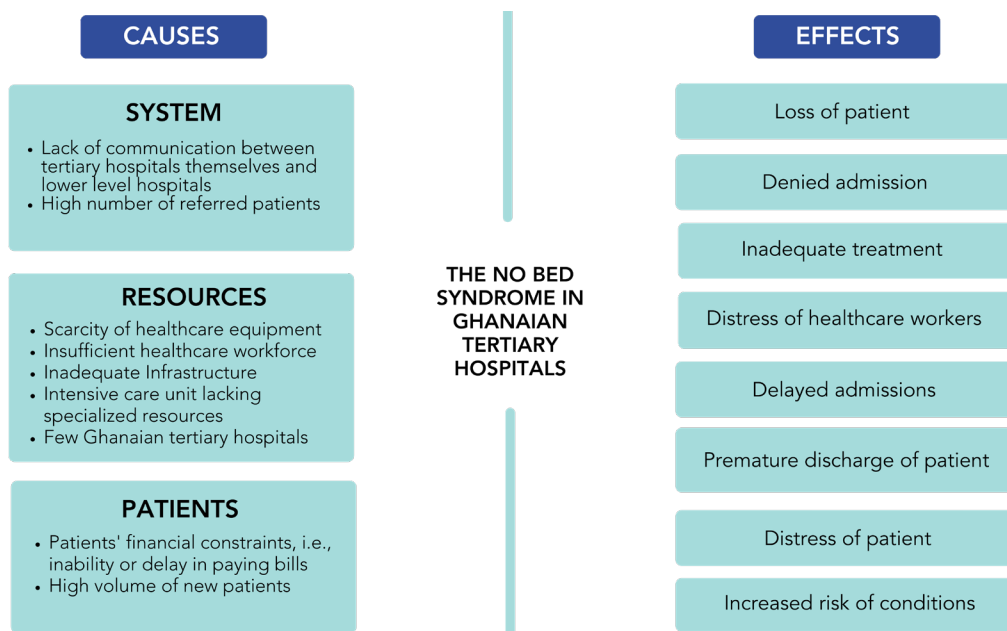 CAUSES
SYSTEM
• Lack of communication between
tertiary hospitals themselves and
lower level hospitals
• High number of referred patients
RESOURCES
• Scarcity of healthcare equipment
• Insufficient healthcare workforce
• Inadequate Infrastructure
• Intensive care unit lacking
specialized resources
• Few Ghanaian tertiary hospitals
PATIENTS
• Patients' financial constraints, i.e.,
inability or delay in paying bills
• High volume of new patients
THE NO BED
SYNDROME IN
GHANAIAN
TERTIARY
HOSPITALS
EFFECTS
Loss of patient
Denied admission
Inadequate treatment
Distress of healthcare workers
Delayed admissions
Premature discharge of patient
Distress of patient
Increased risk of conditions